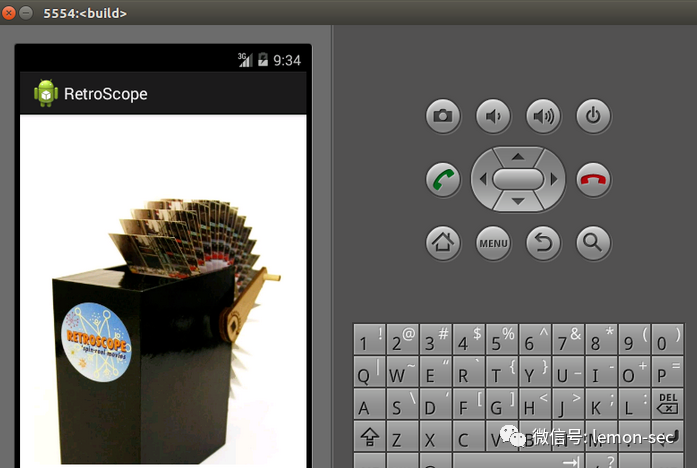 5554:<build>
3G 9:34
RetroScope
RETROSCOPE
spin-reel movies
MENU
1 ! 2 @ 3 # 4 $ 5 % 6 ^ 7 & 8 * 9 ( 0 )
Q | W ~ E “ R ` T { Y } U _ I - O + P =
A S \ D ‘ F [ G ] H < J > K ; L : DEL
Z X C V B
微信号: lemon-sec
?